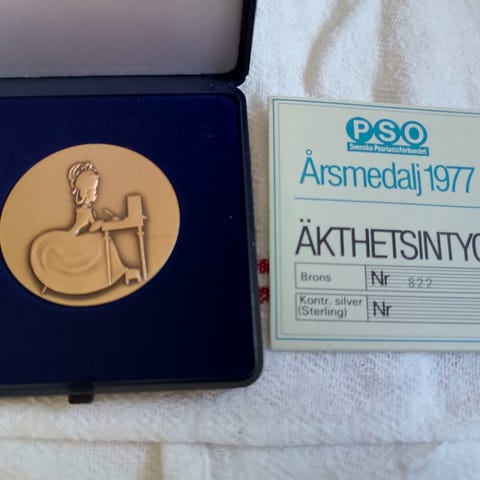 PSO
Svenska Psoriasisförbundet
Årsmedalj 1977
ÄKTHETSINTYG
Brons Nr 822
Kontr. silver (Sterling) Nr